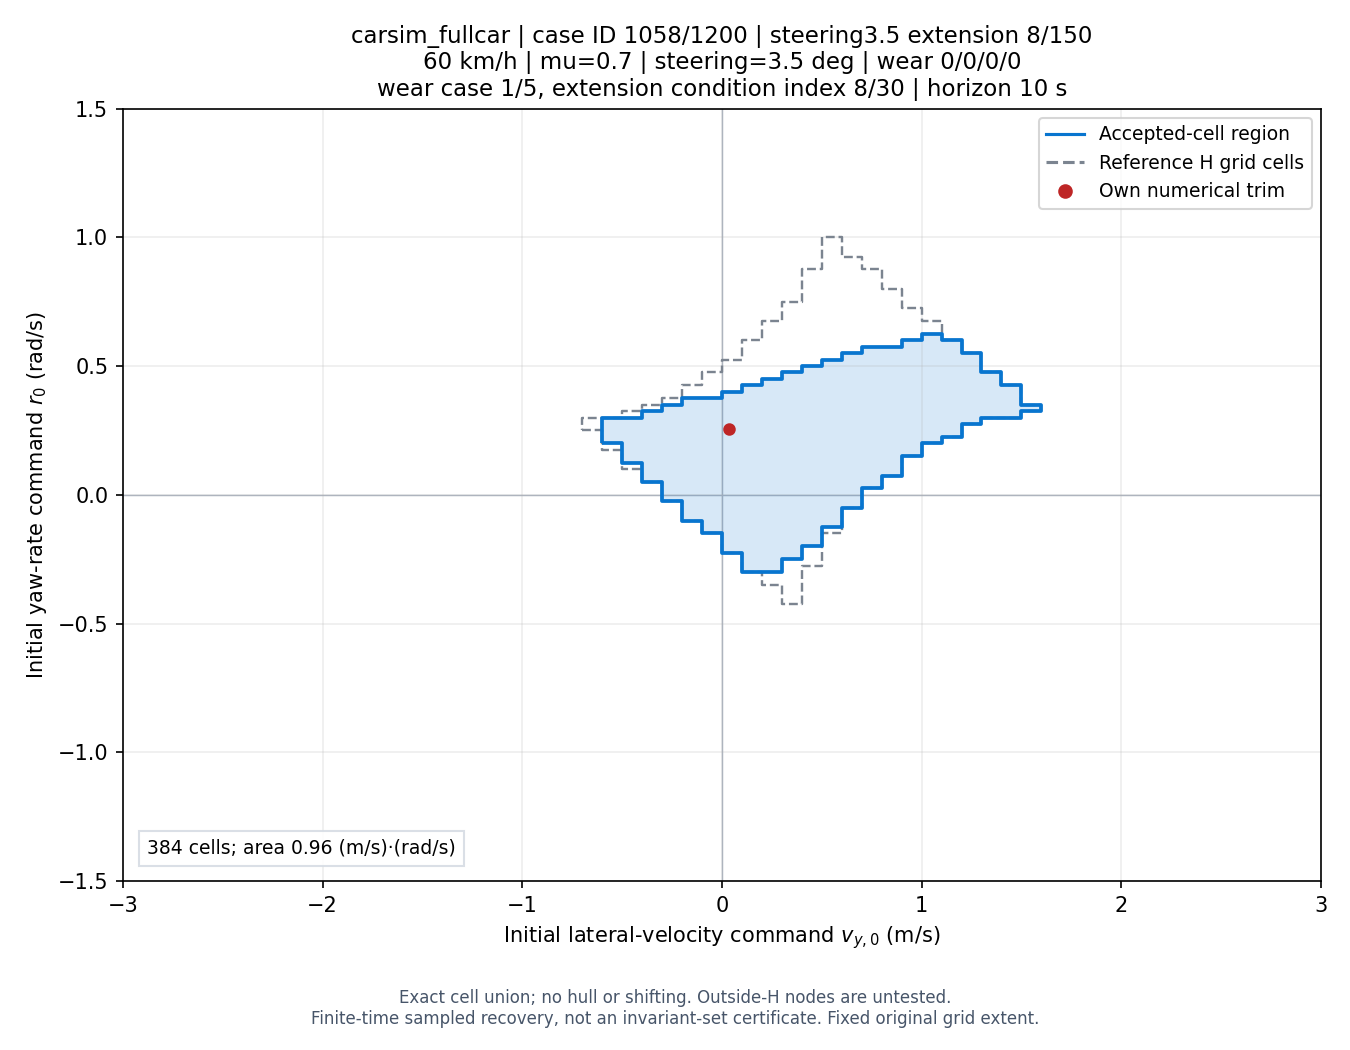 carsim_fullcar | case ID 1058/1200 | steering3.5 extension 8/150
60 km/h | mu=0.7 | steering=3.5 deg | wear 0/0/0/0
wear case 1/5, extension condition index 8/30 | horizon 10 s
Accepted-cell region
Reference H grid cells
Own numerical trim
1.5
1.0
0.5
0.0
−0.5
−1.0
−1.5
Initial yaw-rate command r0 (rad/s)
384 cells; area 0.96 (m/s)·(rad/s)
−3
−2
−1
0
1
2
3
Initial lateral-velocity command vy,0 (m/s)
Exact cell union; no hull or shifting. Outside-H nodes are untested.
Finite-time sampled recovery, not an invariant-set certificate. Fixed original grid extent.